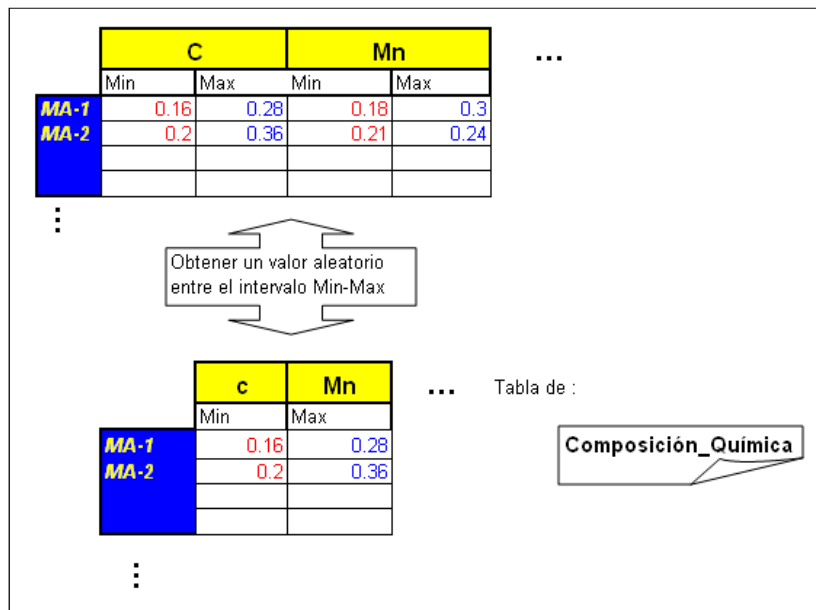 C Mn ...
Min Max Min Max
MA-1 0.16 0.28 0.18 0.3
MA-2 0.2 0.36 0.21 0.24
Obtener un valor aleatorio
entre el intervalo Min-Max
c Mn ... Tabla de :
Min Max
MA-1 0.16 0.28
MA-2 0.2 0.36
Composición_Química